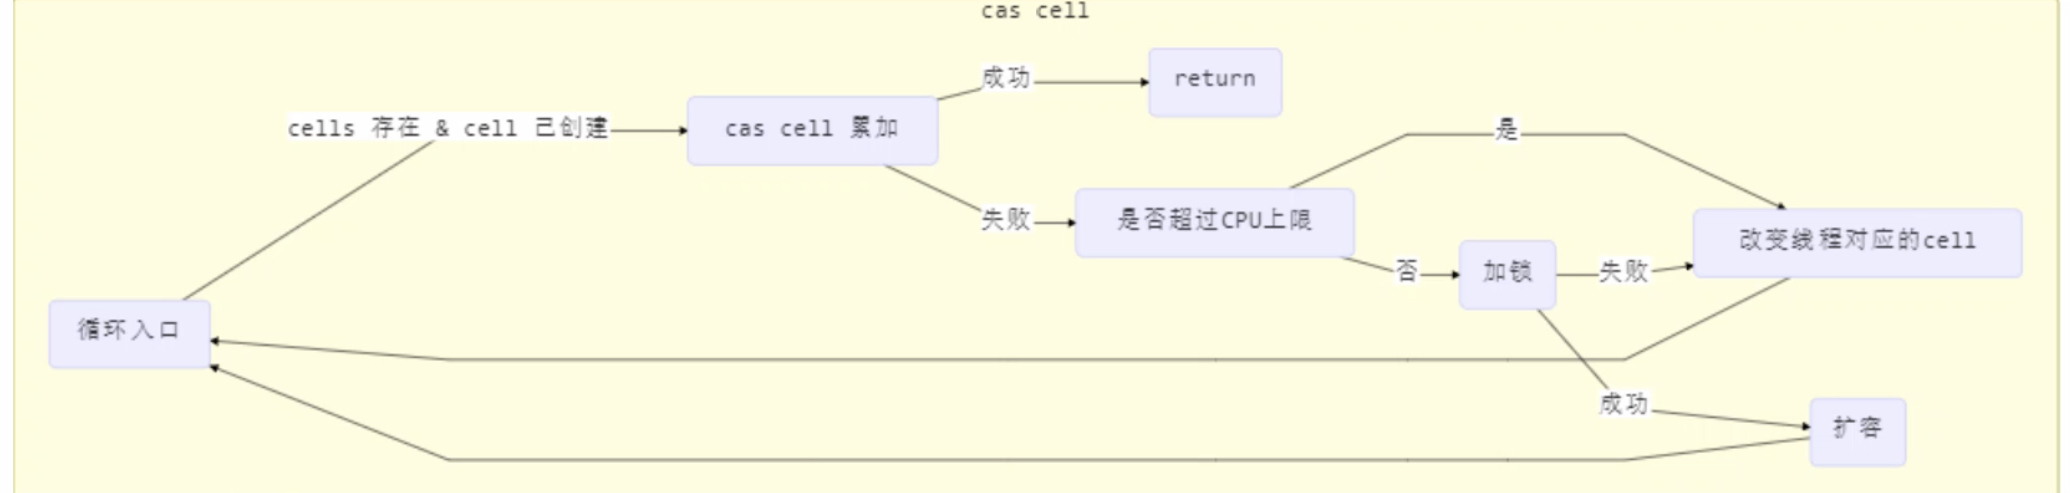 cas cell
成功
return
cells 存在 & cell 已创建
cas cell 累加
是
失败
是否超过CPU上限
改变线程对应的cell
否
加锁
失败
循环入口
成功
扩容